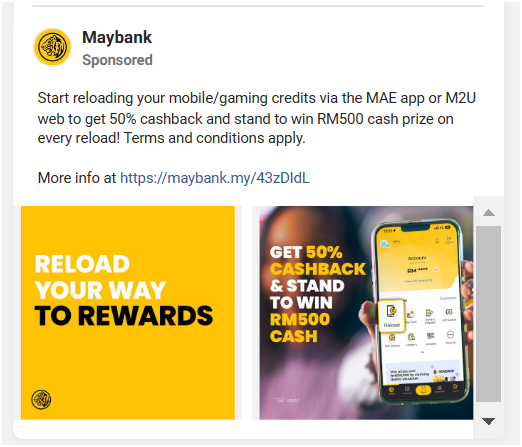 Maybank
Sponsored
Start reloading your mobile/gaming credits via the MAE app or M2U
web to get 50% cashback and stand to win RM500 cash prize on
every reload! Terms and conditions apply.
More info at https://maybank.my/43zDIdL
RELOAD
YOUR WAY
TO REWARDS
GET 50%
CASHBACK
& STAND
TO WIN
RM500
CASH
*T&C apply
Account
RM ****
Reload